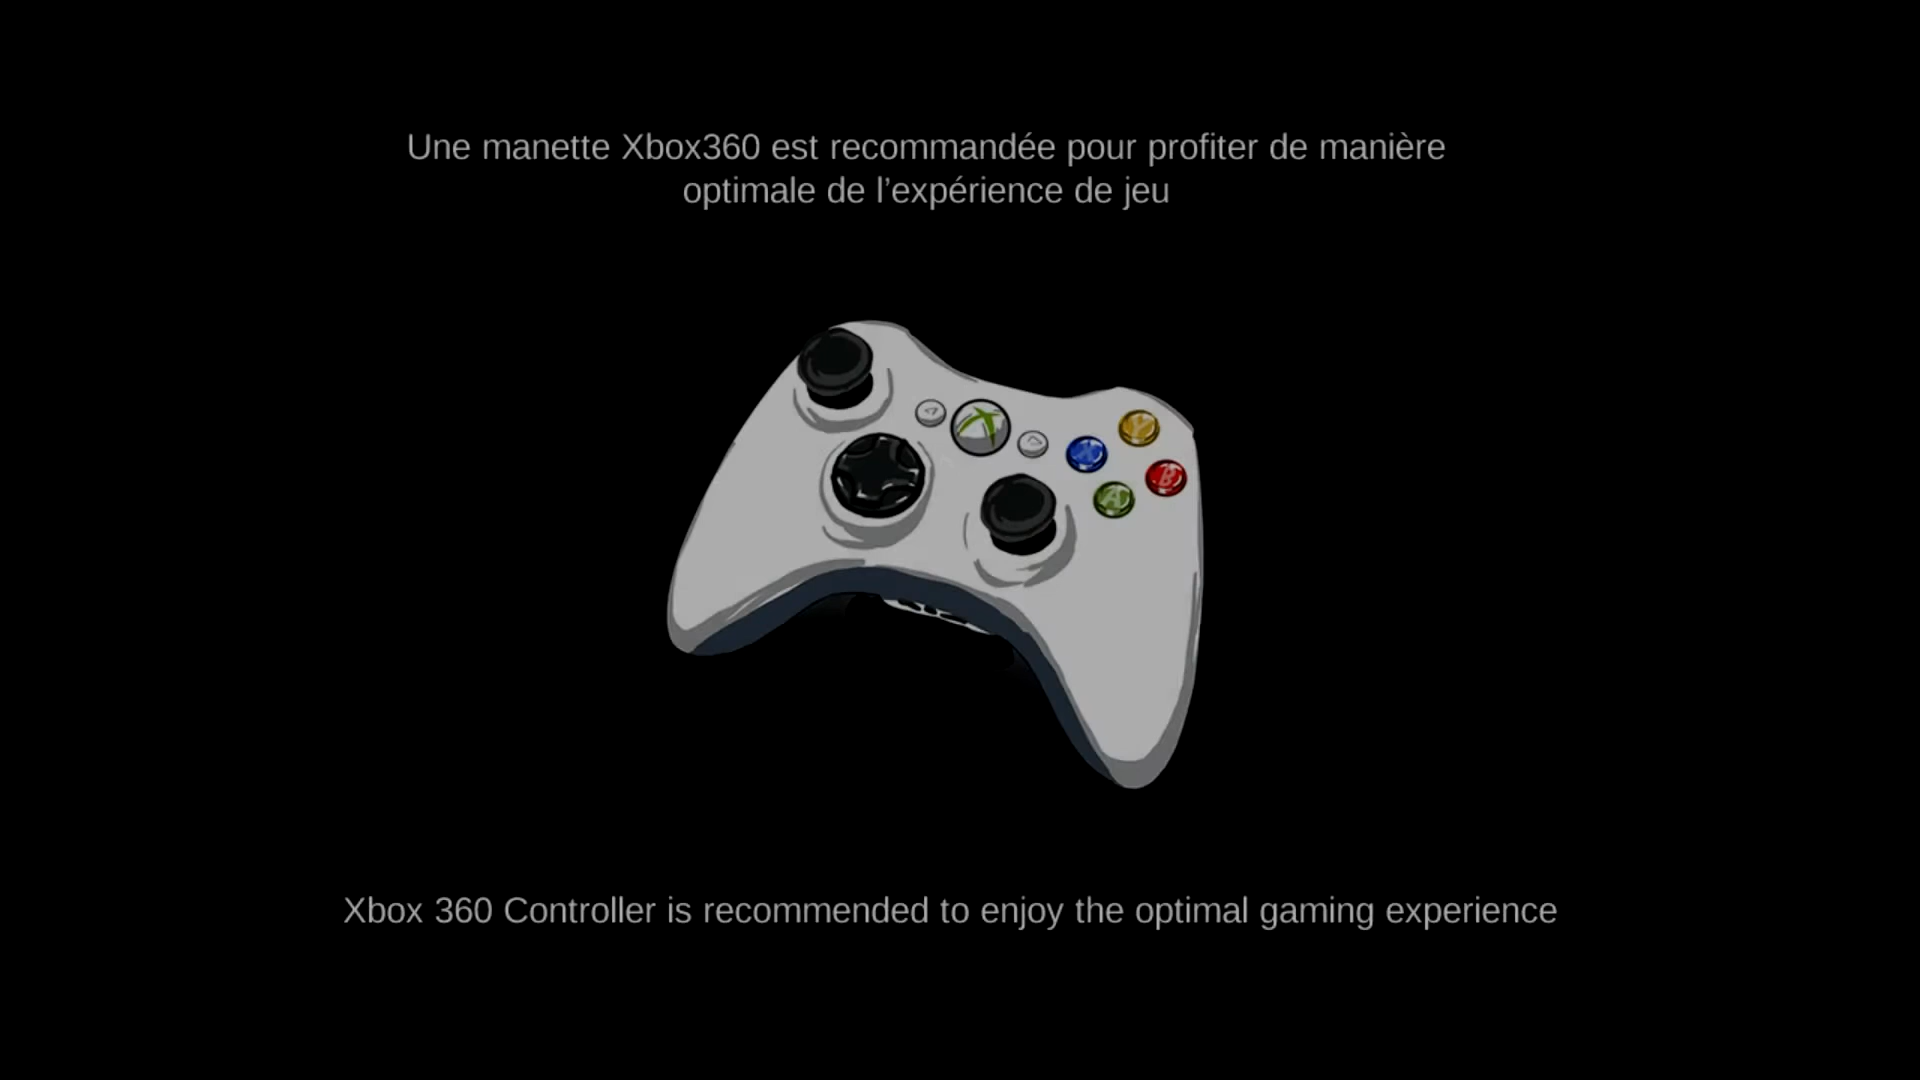 Une manette Xbox360 est recommandée pour profiter de manière
optimale de l’expérience de jeu
Y
X
B
A
Xbox 360 Controller is recommended to enjoy the optimal gaming experience